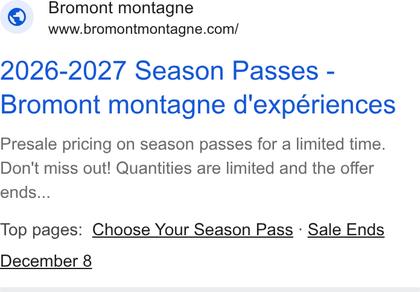 Bromont montagne
www.bromontmontagne.com/
2026-2027 Season Passes -
Bromont montagne d'expériences
Presale pricing on season passes for a limited time.
Don't miss out! Quantities are limited and the offer
ends...
Top pages: Choose Your Season Pass · Sale Ends
December 8